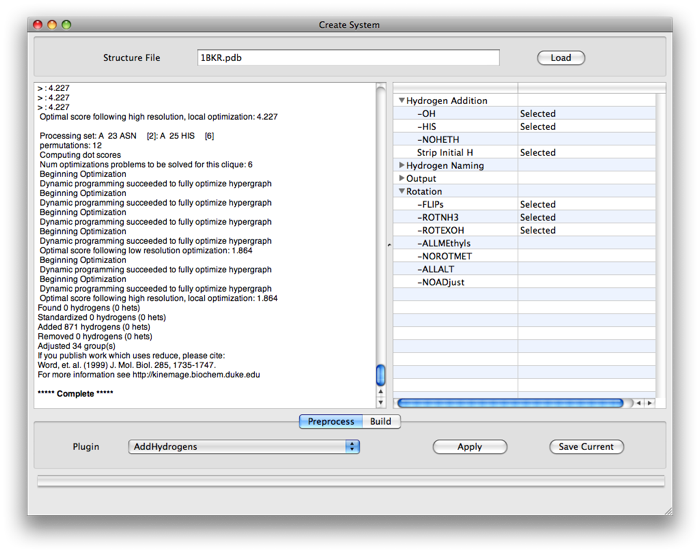 Create System
Structure File 1BKR.pdb Load
> : 4.227
> : 4.227
> : 4.227
Optimal score following high resolution, local optimization: 4.227
Processing set: A 23 ASN [2]: A 25 HIS [6]
permutations: 12
Computing dot scores
Num optimizations problems to be solved for this clique: 6
Beginning Optimization
Dynamic programming succeeded to fully optimize hypergraph
Beginning Optimization
Dynamic programming succeeded to fully optimize hypergraph
Beginning Optimization
Dynamic programming succeeded to fully optimize hypergraph
Beginning Optimization
Dynamic programming succeeded to fully optimize hypergraph
Optimal score following low resolution optimization: 1.864
Beginning Optimization
Dynamic programming succeeded to fully optimize hypergraph
Beginning Optimization
Dynamic programming succeeded to fully optimize hypergraph
Optimal score following high resolution, local optimization: 1.864
Found 0 hydrogens (0 hets)
Standardized 0 hydrogens (0 hets)
Added 871 hydrogens (0 hets)
Removed 0 hydrogens (0 hets)
Adjusted 34 group(s)
If you publish work which uses reduce, please cite:
Word, et. al. (1999) J. Mol. Biol. 285, 1735-1747.
For more information see http://kinemage.biochem.duke.edu
***** Complete *****
Hydrogen Addition
-OH Selected
-HIS Selected
-NOHETH
Strip Initial H Selected
Hydrogen Naming
Output
Rotation
-FLIPs Selected
-ROTNH3 Selected
-ROTEXOH Selected
-ALLMEthyls
-NOROTMET
-ALLALT
-NOADjust
Preprocess Build
Plugin AddHydrogens Apply Save Current